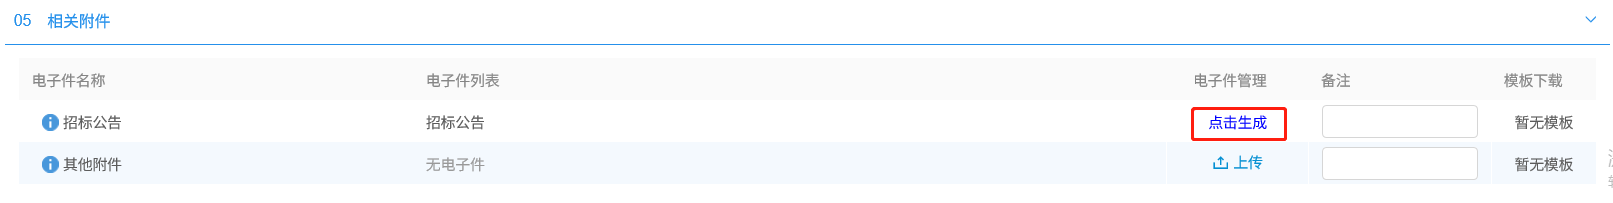 05 相关附件
电子件名称 电子件列表 电子件管理 备注 模板下载
招标公告 招标公告 点击生成 暂无模板
其他附件 无电子件 上传 暂无模板